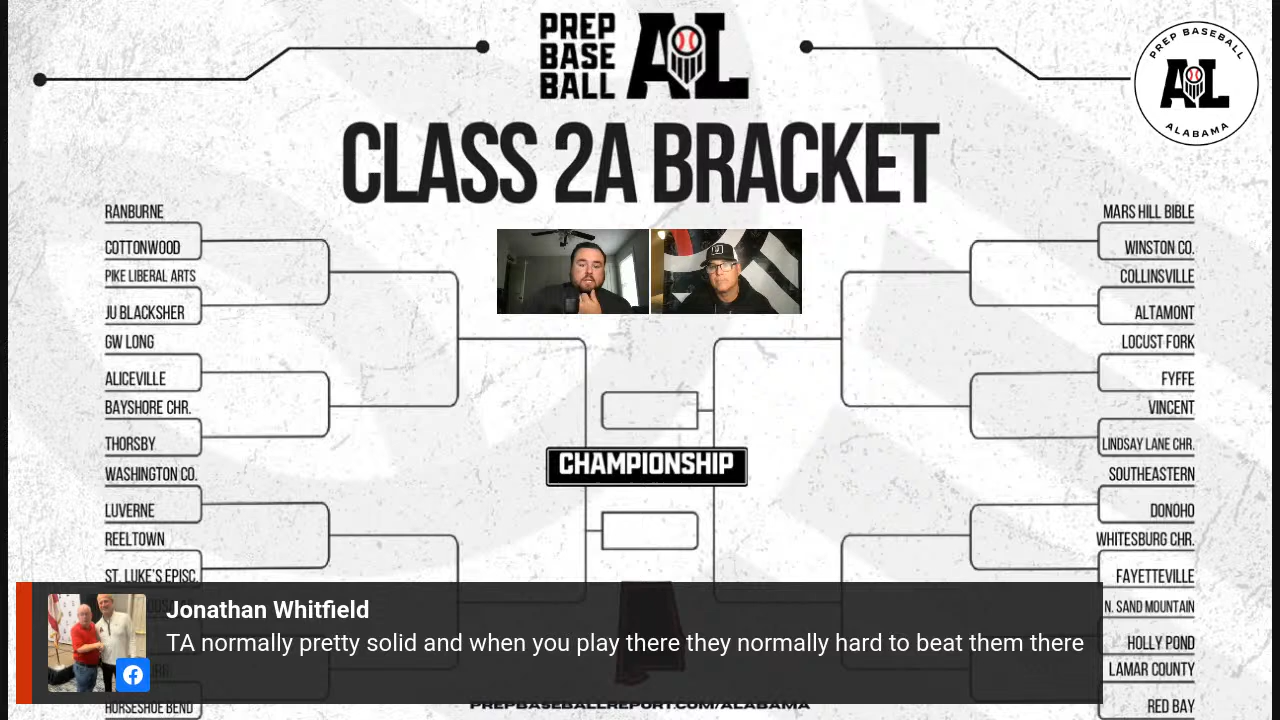 PREP
BASE
BALL
AL
PREP BASEBALL
AL
ALABAMA
CLASS 2A BRACKET
RANBURNE
COTTONWOOD
PIKE LIBERAL ARTS
JU BLACKSHER
GW LONG
ALICEVILLE
BAYSHORE CHR.
THORSBY
WASHINGTON CO.
LUVERNE
REELTOWN
ST. LUKE'S EPISC.
HORSESHOE BEND
MARS HILL BIBLE
WINSTON CO.
COLLINSVILLE
ALTAMONT
LOCUST FORK
FYFFE
VINCENT
LINDSAY LANE CHR.
SOUTHEASTERN
DONOHO
WHITESBURG CHR.
FAYETTEVILLE
N. SAND MOUNTAIN
HOLLY POND
LAMAR COUNTY
RED BAY
CHAMPIONSHIP
Jonathan Whitfield
TA normally pretty solid and when you play there they normally hard to beat them there
PREPBASEBALLREPORT.COM/ALABAMA